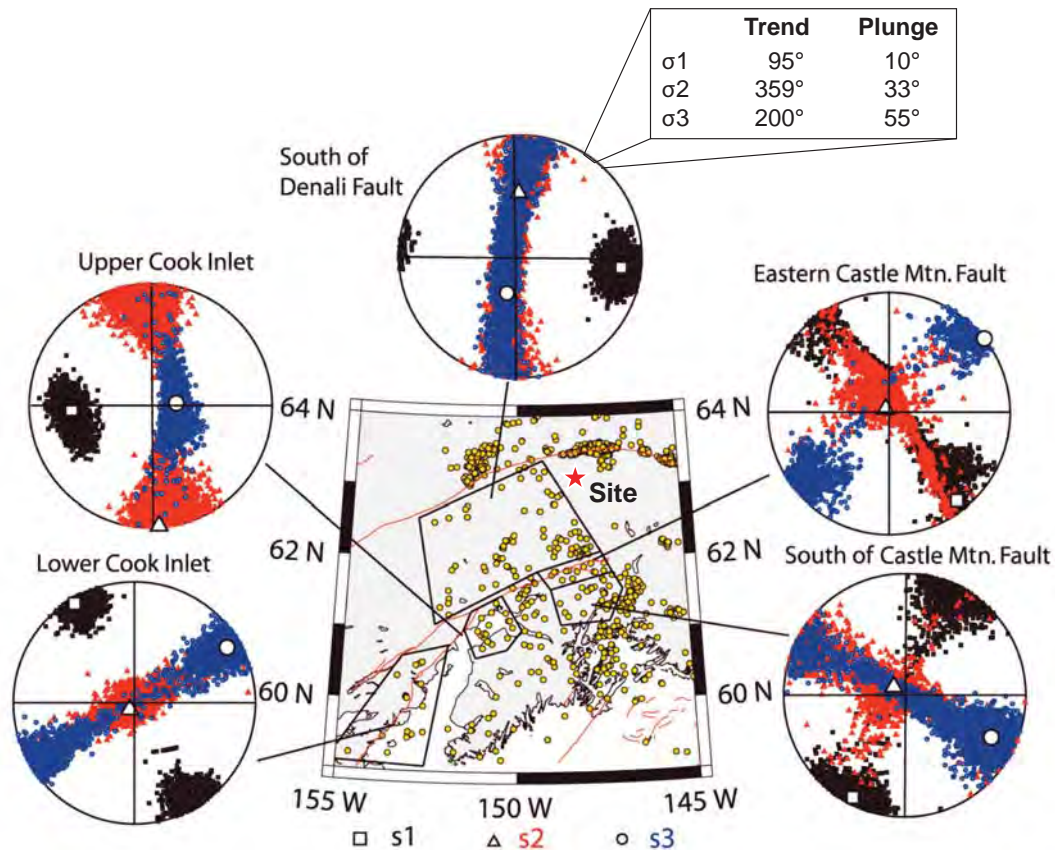 Trend Plunge
σ1 95° 10°
σ2 359° 33°
σ3 200° 55°
South of
Denali Fault
Upper Cook Inlet
Eastern Castle Mtn. Fault
64 N
64 N
Site
62 N
62 N
Lower Cook Inlet
South of Castle Mtn. Fault
60 N
60 N
155 W
150 W
145 W
s1
s2
s3